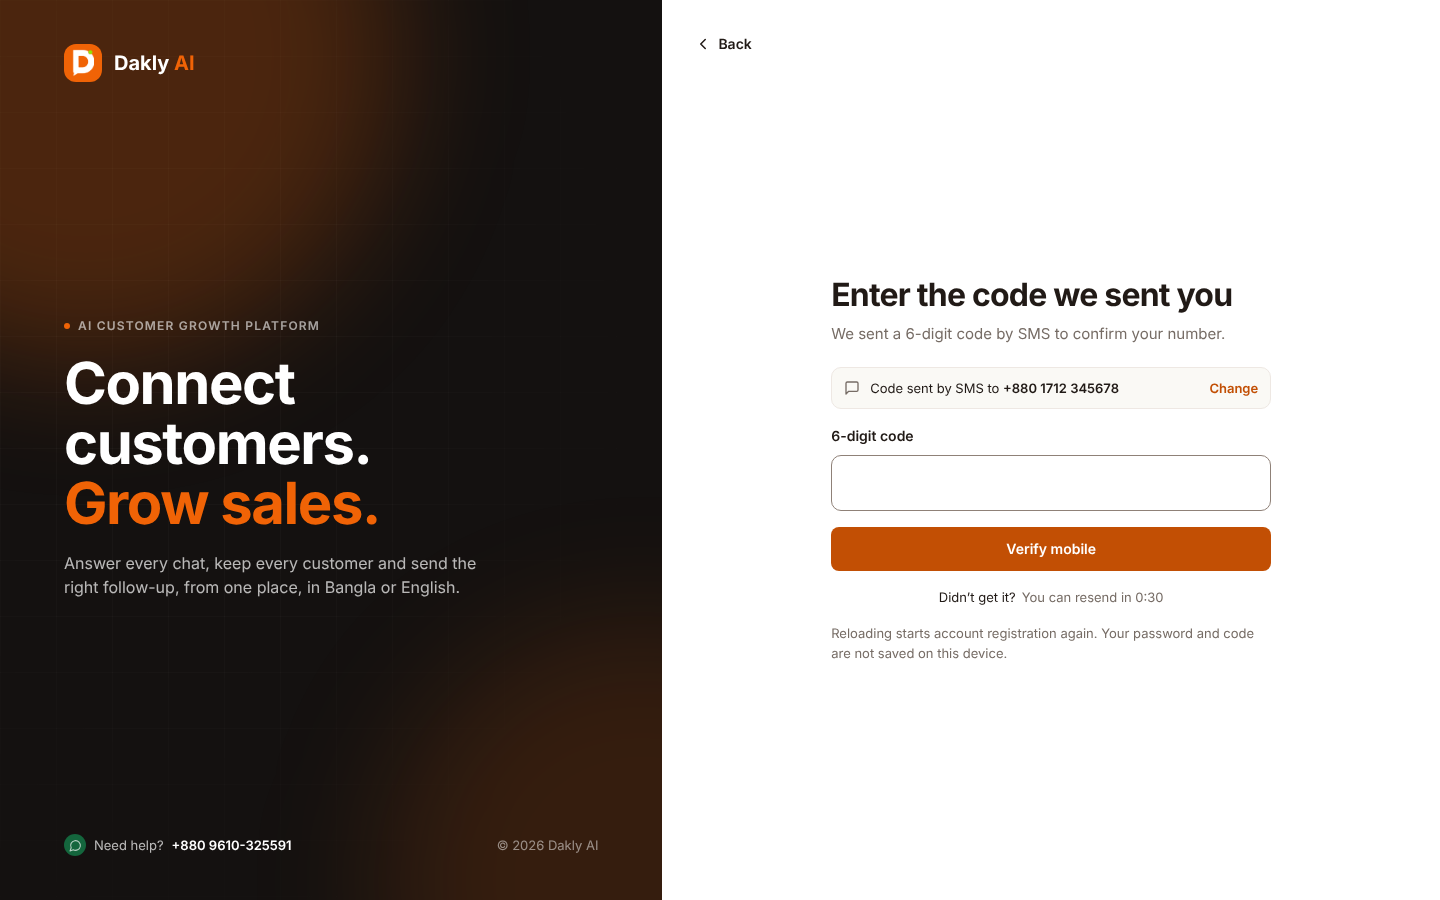 Dakly AI
AI CUSTOMER GROWTH PLATFORM
Connect
customers.
Grow sales.
Answer every chat, keep every customer and send the
right follow-up, from one place, in Bangla or English.
Need help? +880 9610-325591
© 2026 Dakly AI
Back
Enter the code we sent you
We sent a 6-digit code by SMS to confirm your number.
Code sent by SMS to +880 1712 345678
Change
6-digit code
Verify mobile
Didn’t get it? You can resend in 0:30
Reloading starts account registration again. Your password and code
are not saved on this device.